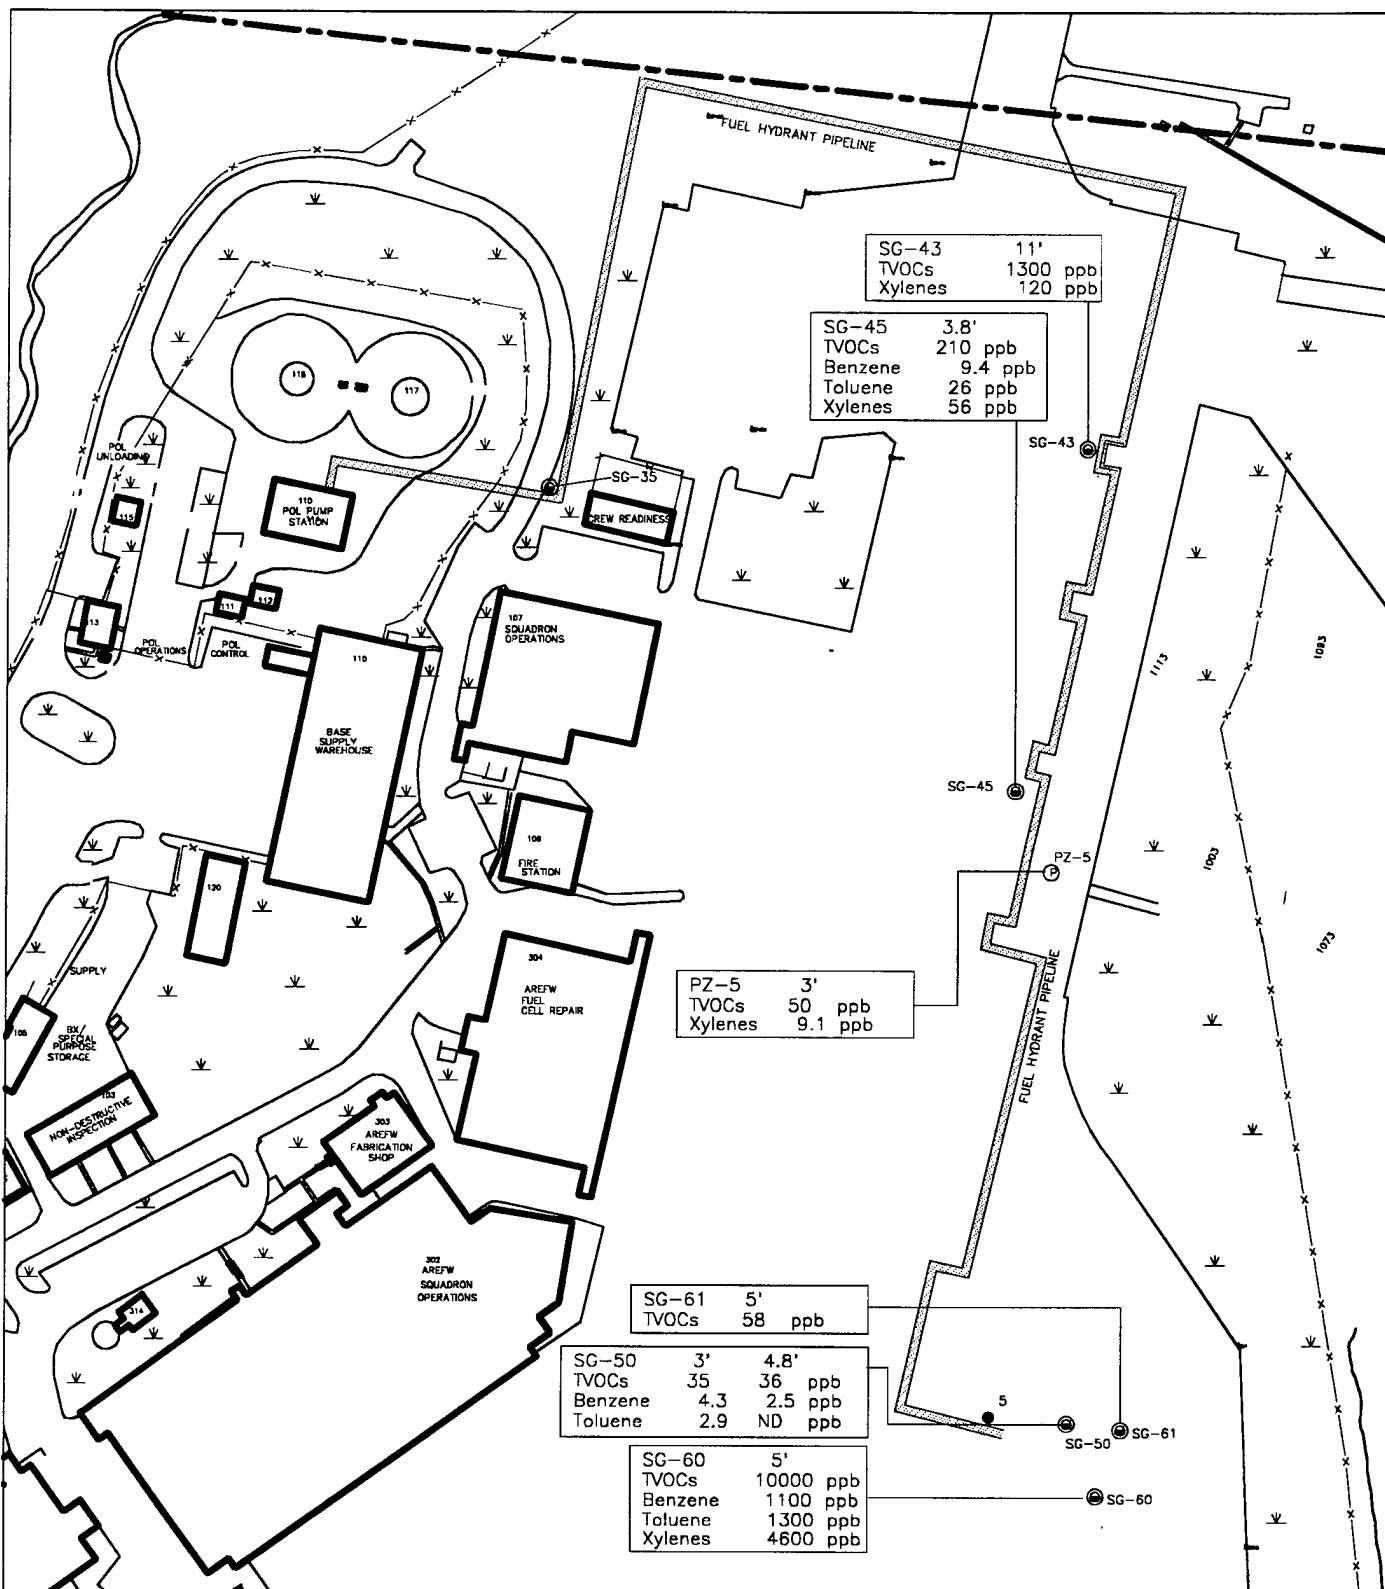 FUEL HYDRANT PIPELINE
SG-43 11'
TVOCs 1300 ppb
Xylenes 120 ppb
SG-45 3.8'
TVOCs 210 ppb
Benzene 9.4 ppb
Toluene 26 ppb
Xylenes 56 ppb
118
117
SG-43
POL
UNLOADING
SG-35
115
110
POL PUMP
STATION
CREW READINESS
111
112
113
107
SQUADRON
OPERATIONS
POL
OPERATIONS
POL
CONTROL
110
1113
1093
BASE
SUPPLY
WAREHOUSE
SG-45
108
FIRE
STATION
PZ-5
P
1003
120
1073
304
AREFW
FUEL
CELL REPAIR
SUPPLY
PZ-5 3'
TVOCs 50 ppb
Xylenes 9.1 ppb
FUEL HYDRANT PIPELINE
105
BX/
SPECIAL
PURPOSE
STORAGE
103
NON-DESTRUCTIVE
INSPECTION
303
AREFW
FABRICATION
SHOP
302
AREFW
SQUADRON
OPERATIONS
314
SG-61 5'
TVOCs 58 ppb
SG-50 3' 4.8'
TVOCs 35 36 ppb
Benzene 4.3 2.5 ppb
Toluene 2.9 ND ppb
5
SG-50
SG-61
SG-60 5'
TVOCs 10000 ppb
Benzene 1100 ppb
Toluene 1300 ppb
Xylenes 4600 ppb
SG-60